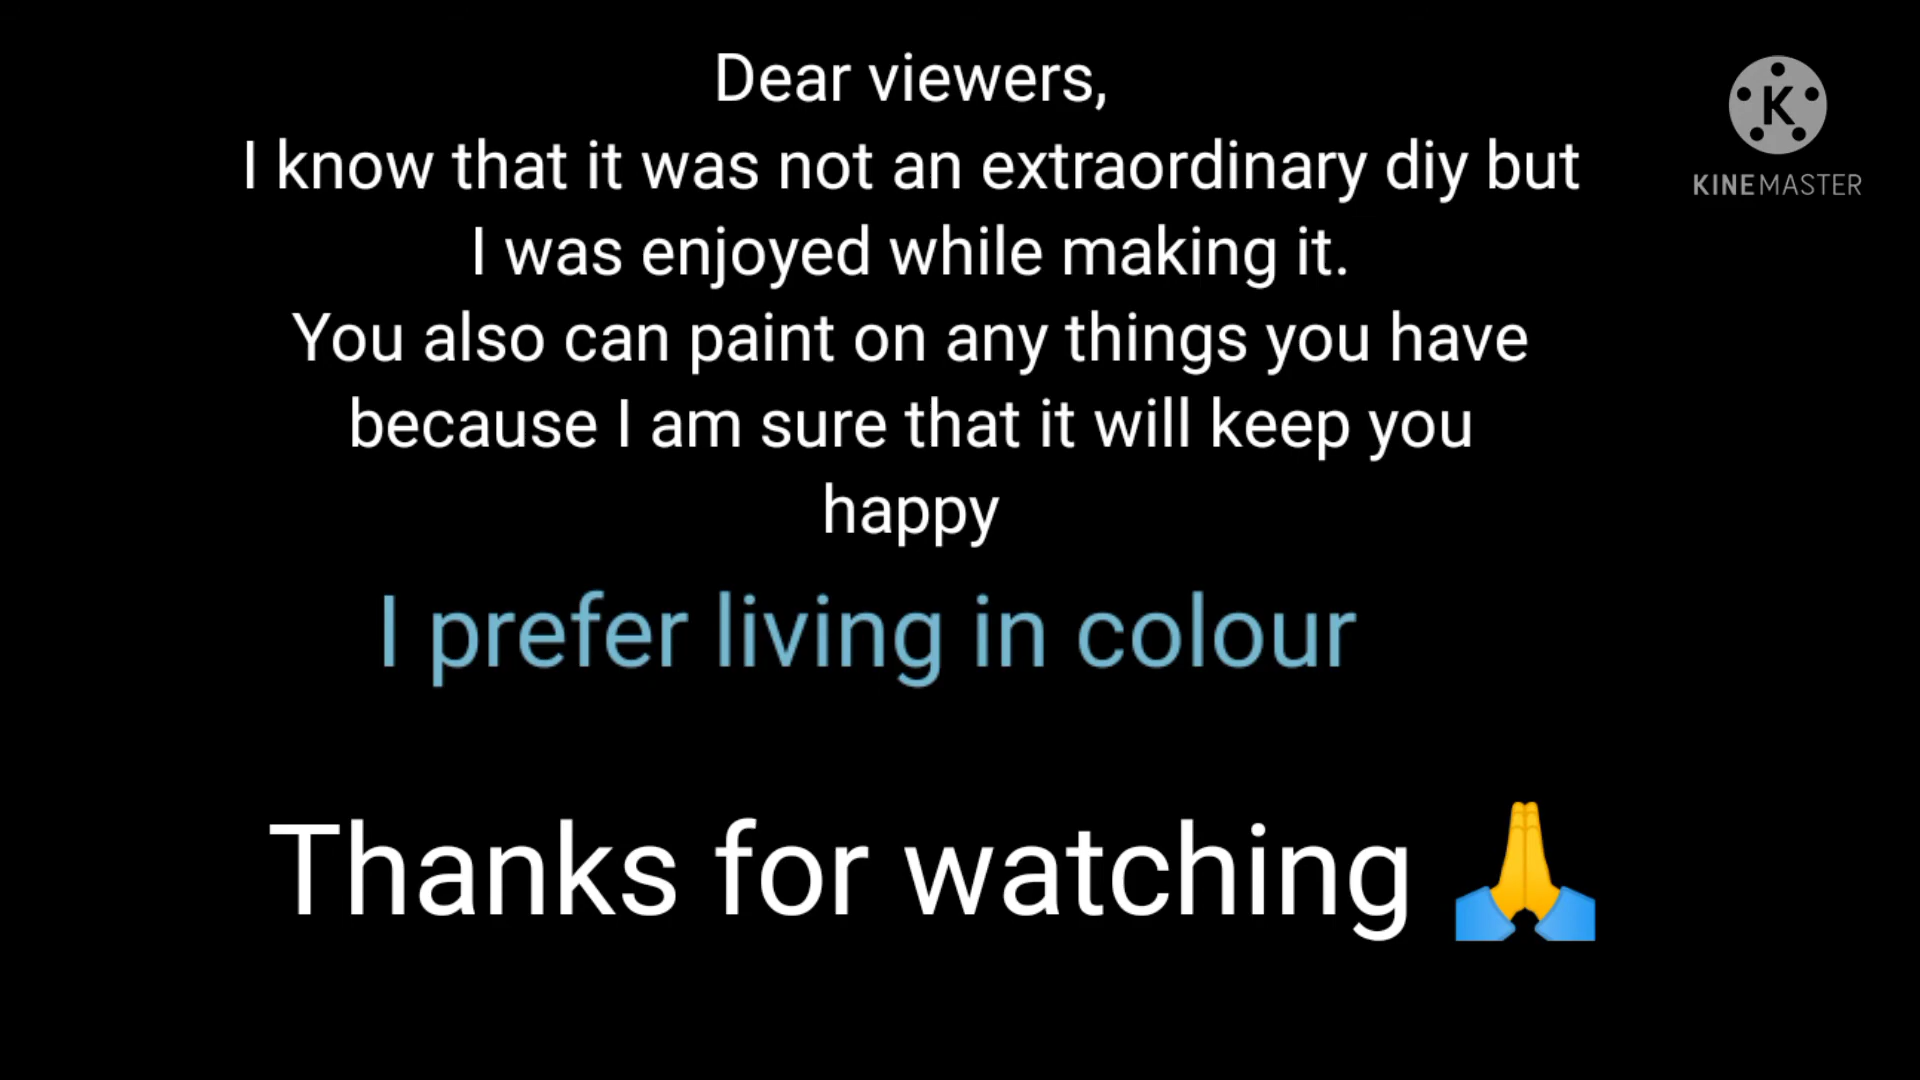 Dear viewers,
I know that it was not an extraordinary diy but
I was enjoyed while making it.
You also can paint on any things you have
because I am sure that it will keep you
happy
I prefer living in colour
Thanks for watching 🙏
K
KINEMASTER